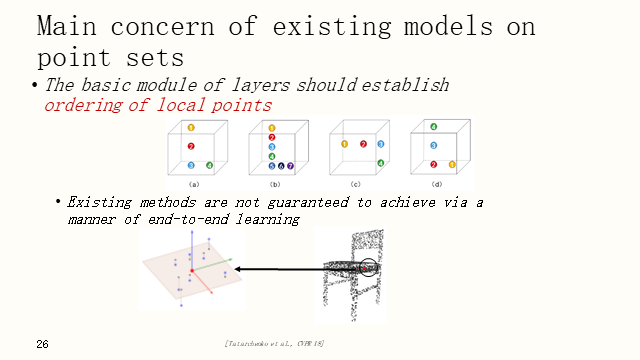 Main concern of existing models on
point sets
• The basic module of layers should establish
ordering of local points
1 2 3 4
1 2 3 4 5 6 7
1 2 3 4
4 3 2 1
(a) (b) (c) (d)
• Existing methods are not guaranteed to achieve via a
manner of end-to-end learning
26
[Tatarchenko et al., CVPR 18]